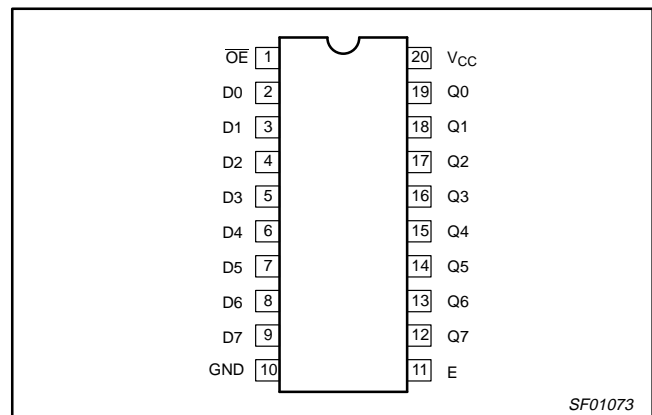 O̅E̅ 1 20 VCC
D0 2 19 Q0
D1 3 18 Q1
D2 4 17 Q2
D3 5 16 Q3
D4 6 15 Q4
D5 7 14 Q5
D6 8 13 Q6
D7 9 12 Q7
GND 10 11 E
SF01073